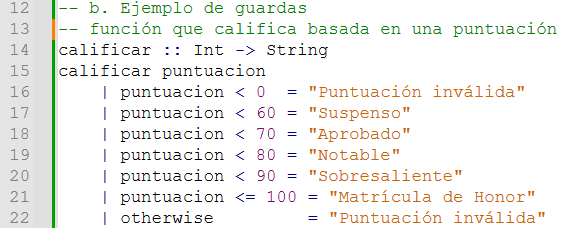 12 -- b. Ejemplo de guardas
13 -- función que califica basada en una puntuación
14 calificar :: Int -> String
15 calificar puntuacion
16     | puntuacion < 0  = "Puntuación inválida"
17     | puntuacion < 60 = "Suspenso"
18     | puntuacion < 70 = "Aprobado"
19     | puntuacion < 80 = "Notable"
20     | puntuacion < 90 = "Sobresaliente"
21     | puntuacion <= 100 = "Matrícula de Honor"
22     | otherwise         = "Puntuación inválida"